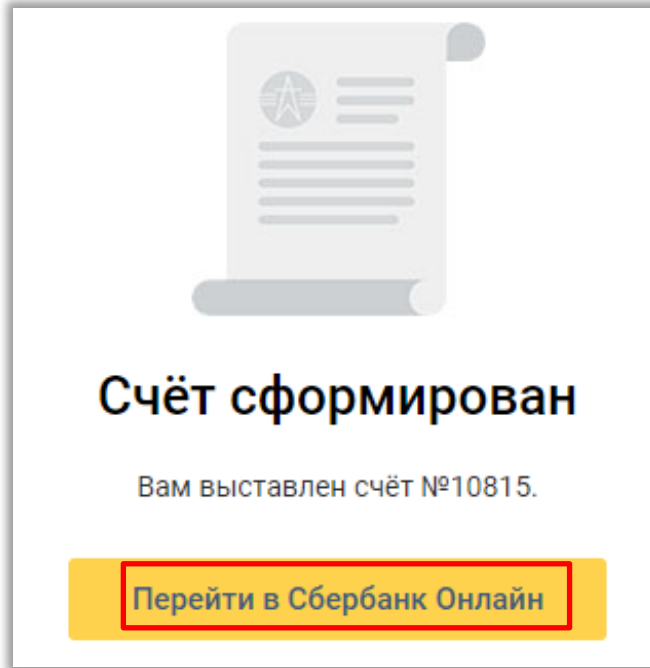 Счёт сформирован
Вам выставлен счёт №10815.
Перейти в Сбербанк Онлайн